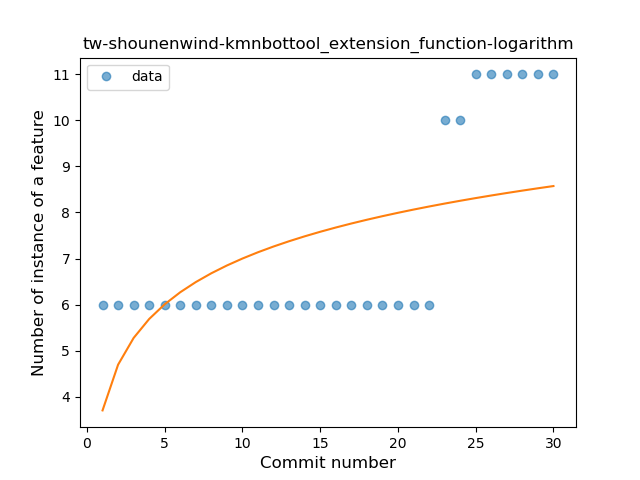 tw-shounenwind-kmnbottool_extension_function-logarithm
data
Number of instance of a feature
11
10
9
8
7
6
5
4
0 5 10 15 20 25 30
Commit number